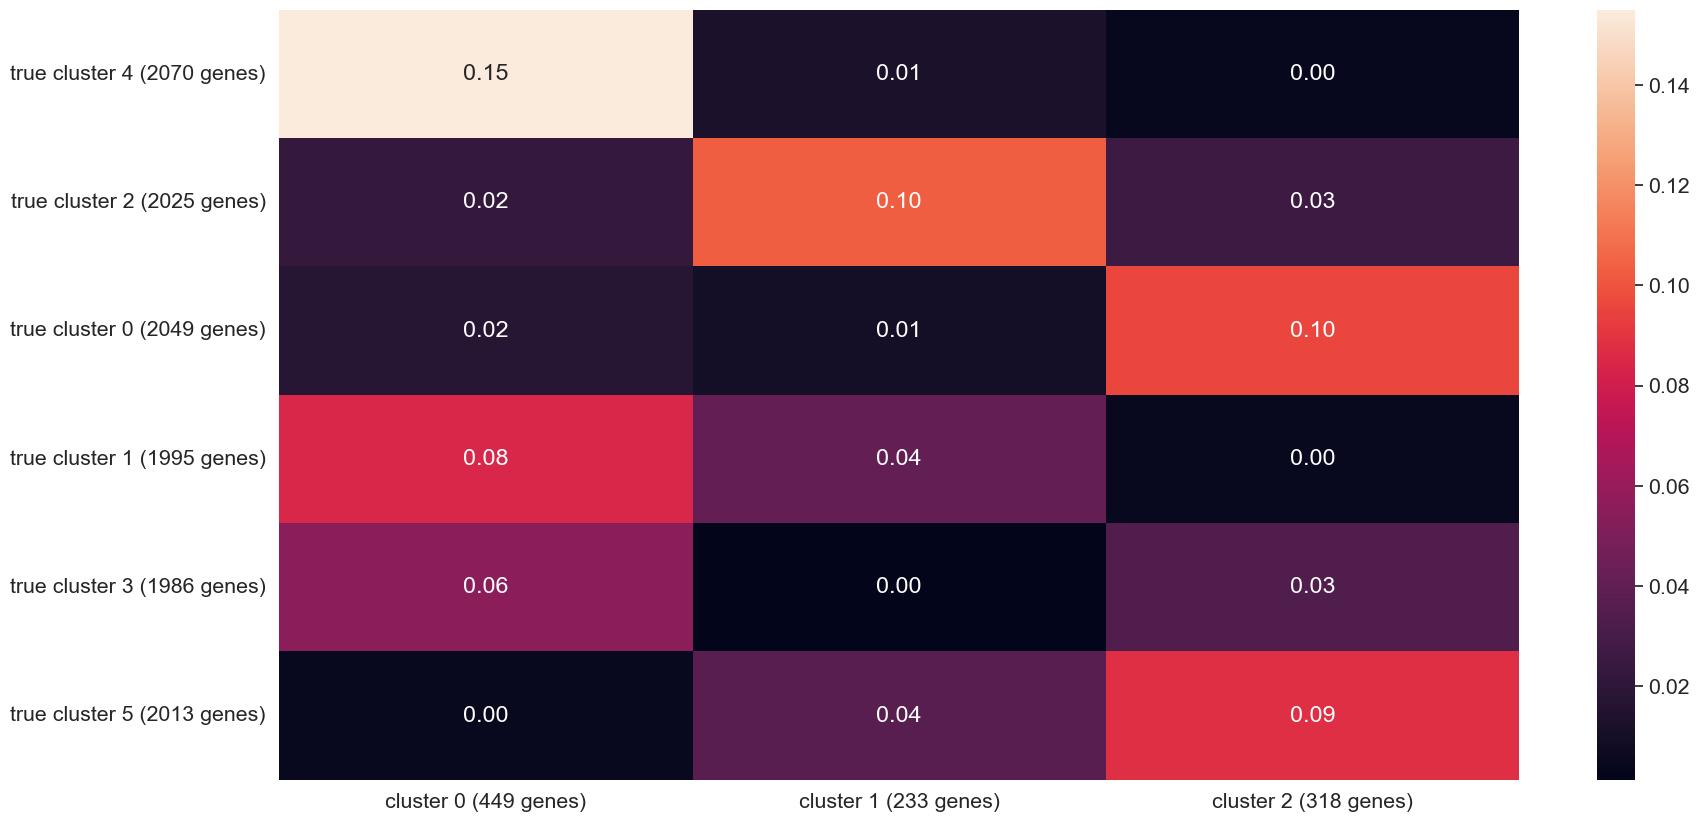 true cluster 4 (2070 genes) 0.15 0.01 0.00
true cluster 2 (2025 genes) 0.02 0.10 0.03
true cluster 0 (2049 genes) 0.02 0.01 0.10
true cluster 1 (1995 genes) 0.08 0.04 0.00
true cluster 3 (1986 genes) 0.06 0.00 0.03
true cluster 5 (2013 genes) 0.00 0.04 0.09
cluster 0 (449 genes) cluster 1 (233 genes) cluster 2 (318 genes)
0.14
0.12
0.10
0.08
0.06
0.04
0.02